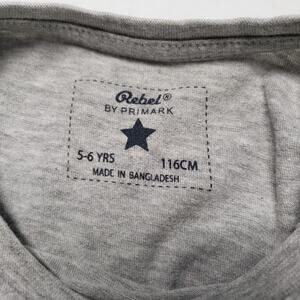 Rebel®
BY PRIMARK
5-6 YRS 116CM
MADE IN BANGLADESH